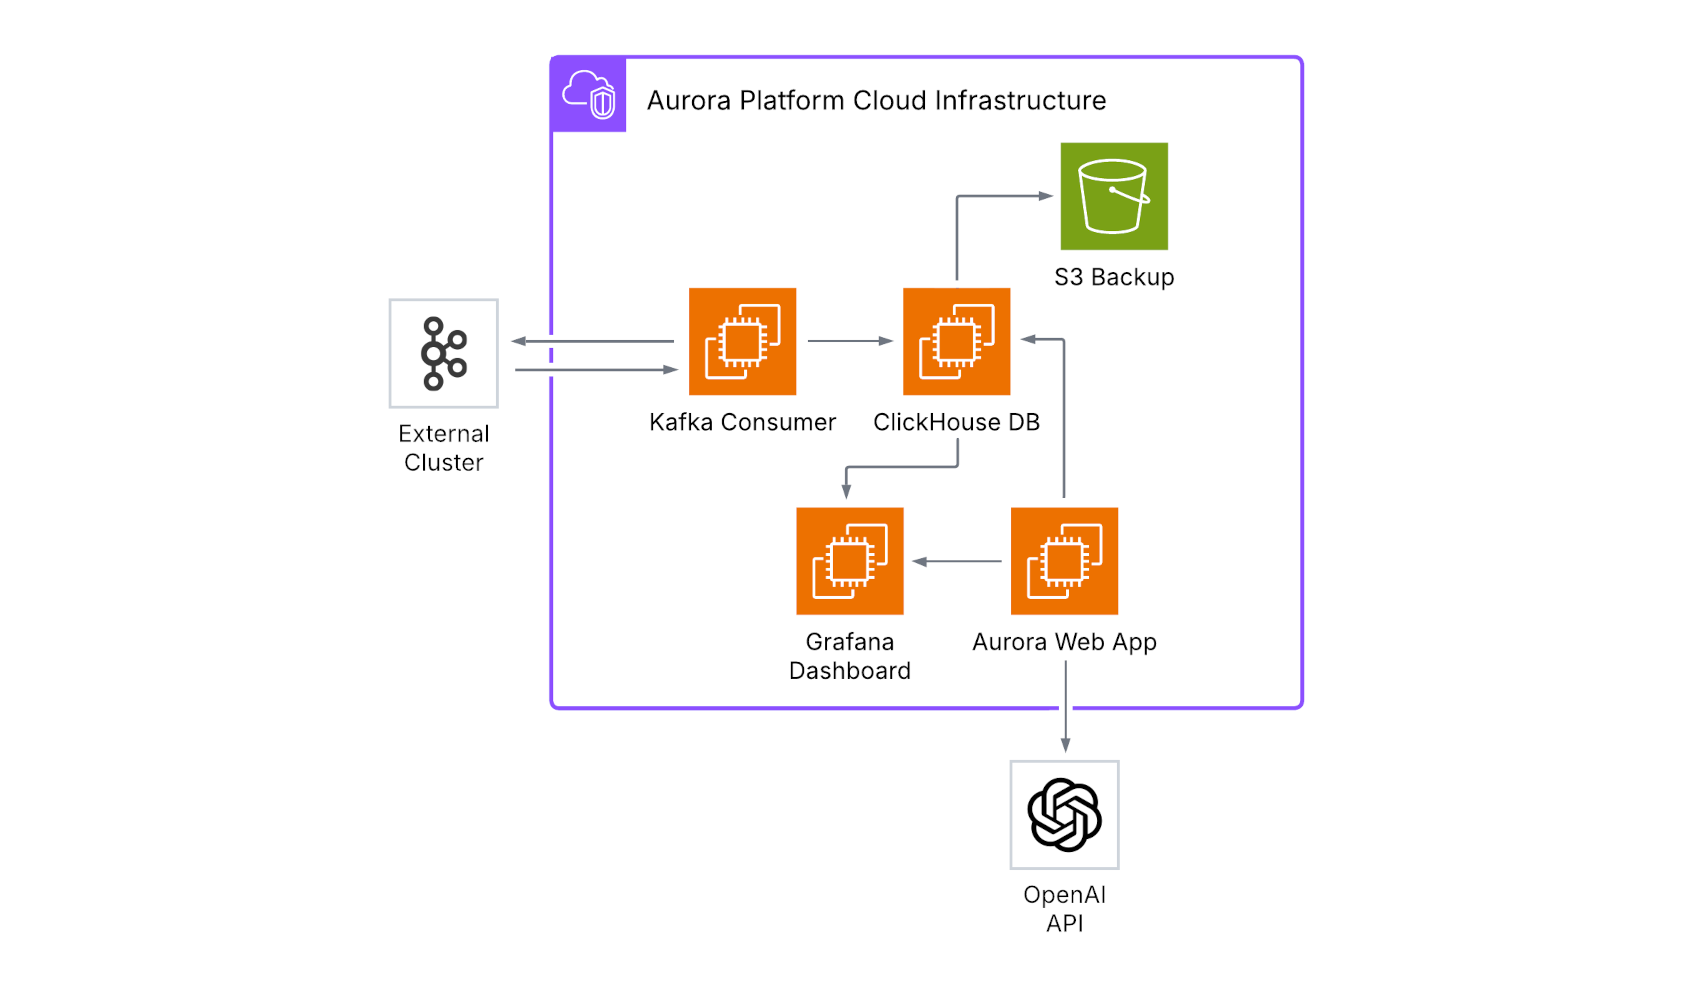 Aurora Platform Cloud Infrastructure
S3 Backup
External
Cluster
Kafka Consumer
ClickHouse DB
Grafana
Dashboard
Aurora Web App
OpenAI
API